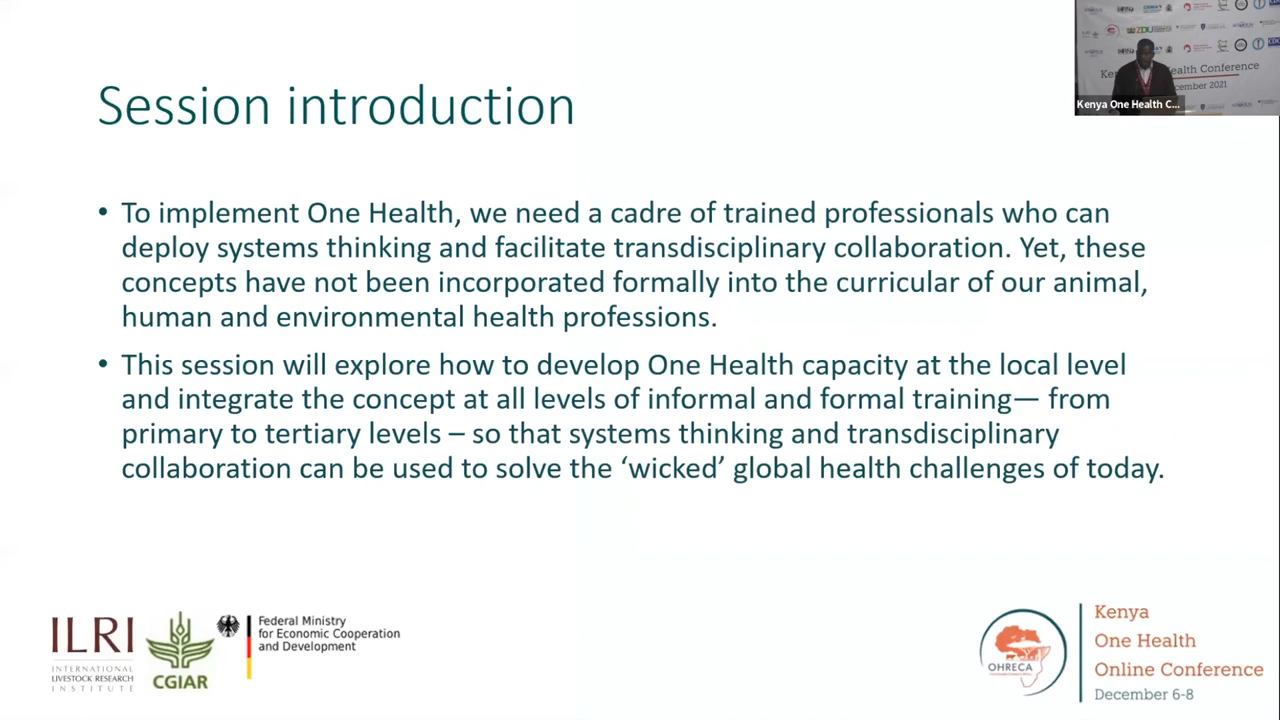 Session introduction
• To implement One Health, we need a cadre of trained professionals who can
deploy systems thinking and facilitate transdisciplinary collaboration. Yet, these
concepts have not been incorporated formally into the curricular of our animal,
human and environmental health professions.
• This session will explore how to develop One Health capacity at the local level
and integrate the concept at all levels of informal and formal training— from
primary to tertiary levels – so that systems thinking and transdisciplinary
collaboration can be used to solve the ‘wicked’ global health challenges of today.
Kenya One Health C...
ILRI
INTERNATIONAL
LIVESTOCK RESEARCH
INSTITUTE
CGIAR
Federal Ministry
for Economic Cooperation
and Development
OHRECA
Kenya
One Health
Online Conference
December 6-8